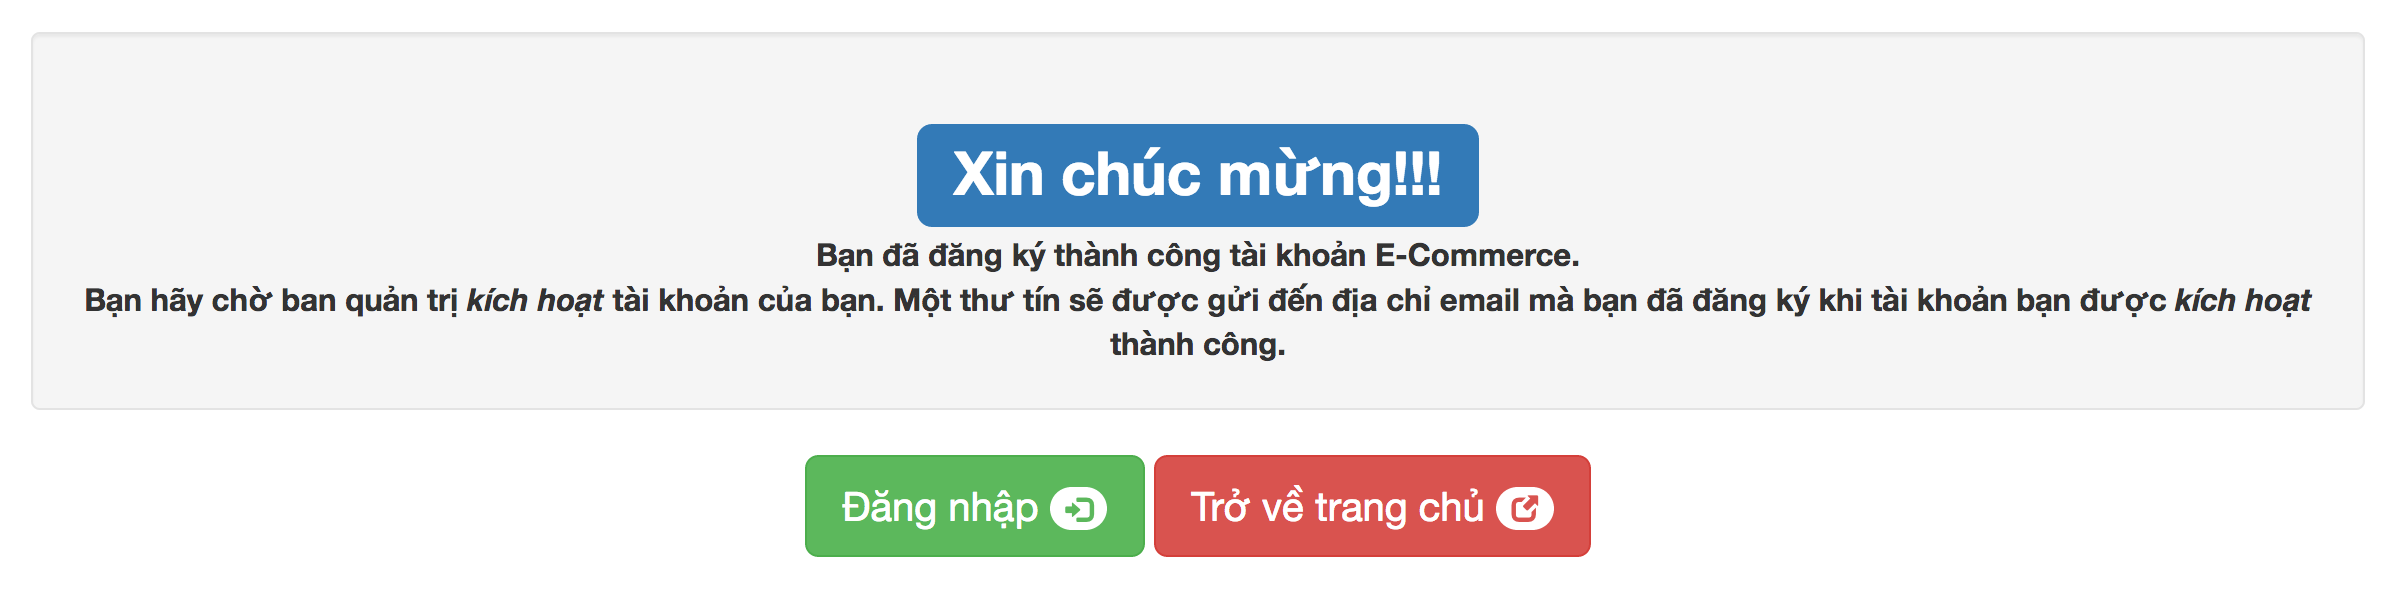 Xin chúc mừng!!!
Bạn đã đăng ký thành công tài khoản E-Commerce.
Bạn hãy chờ ban quản trị kích hoạt tài khoản của bạn. Một thư tín sẽ được gửi đến địa chỉ email mà bạn đã đăng ký khi tài khoản bạn được kích hoạt
thành công.
Đăng nhập
Trở về trang chủ